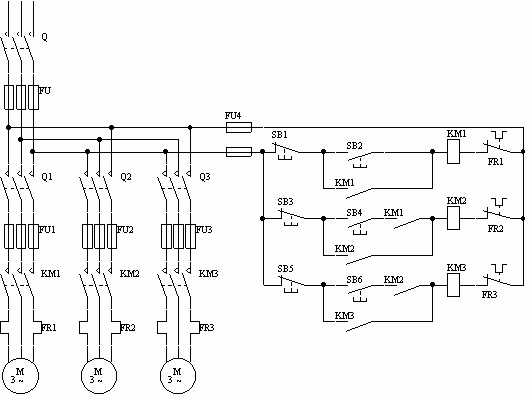 Q
FU
FU4
SB1
SB2
KM1
FR1
KM1
Q1
Q2
Q3
SB3
SB4
KM1
KM2
FR2
KM2
FU1
FU2
FU3
SB5
SB6
KM2
KM3
FR3
KM3
KM1
KM2
KM3
FR1
FR2
FR3
M
3 ~
M
3 ~
M
3 ~